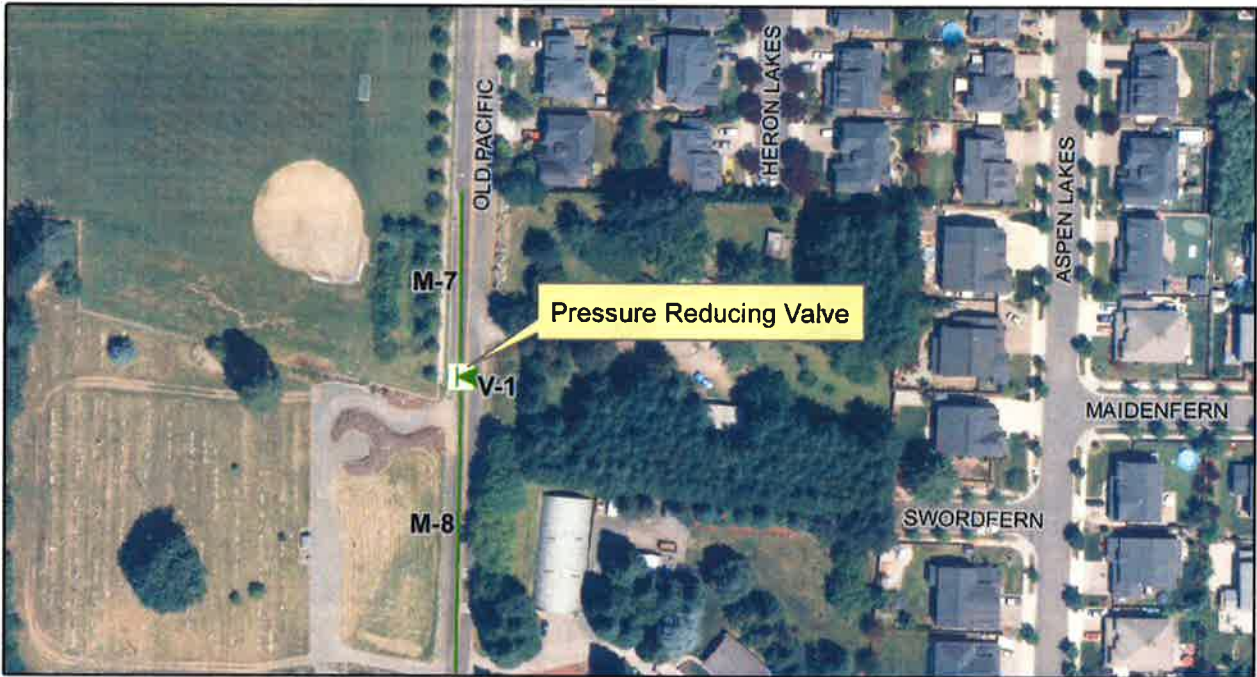 OLD PACIFIC
HERON LAKES
ASPEN LAKES
M-7
Pressure Reducing Valve
V-1
MAIDENFERN
M-8
SWORDFERN